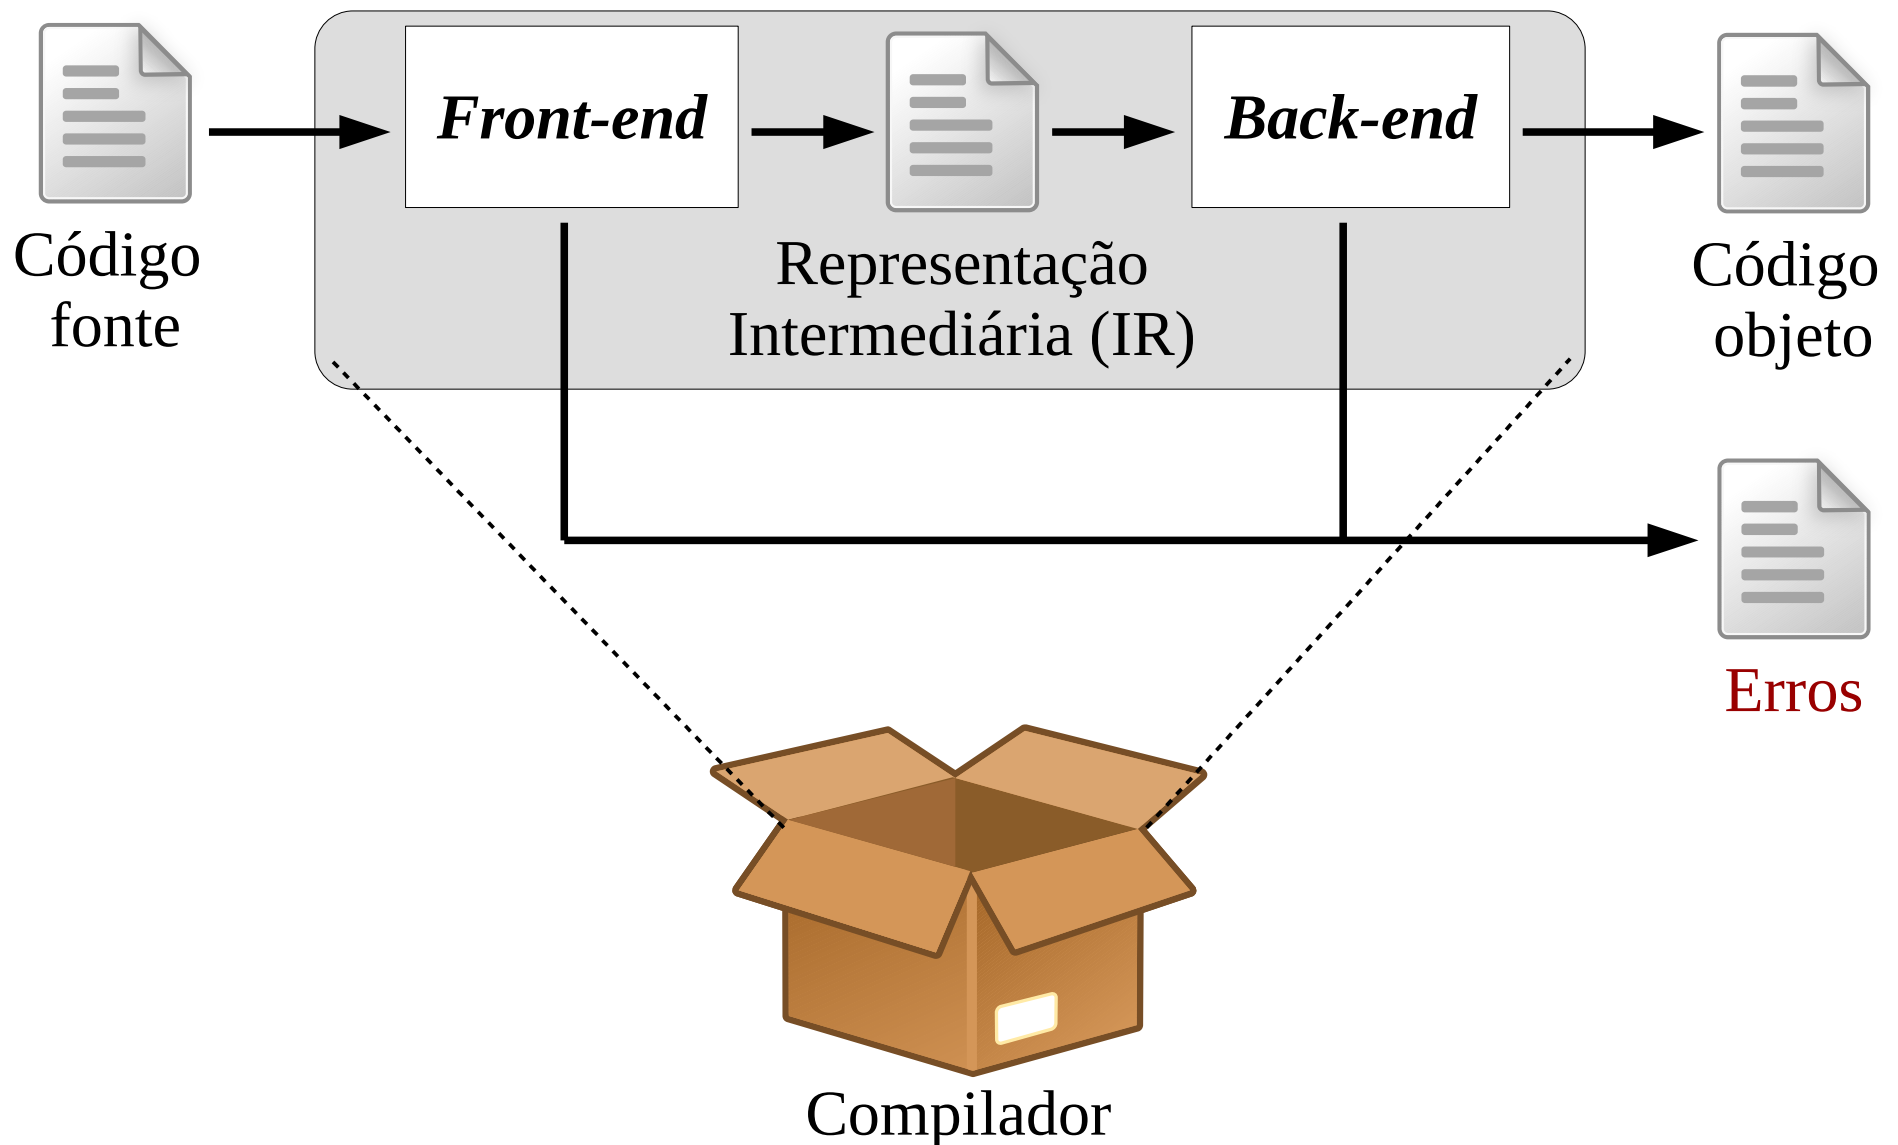 Front-end
Back-end
Código
fonte
Representação
Intermediária (IR)
Código
objeto
Erros
Compilador